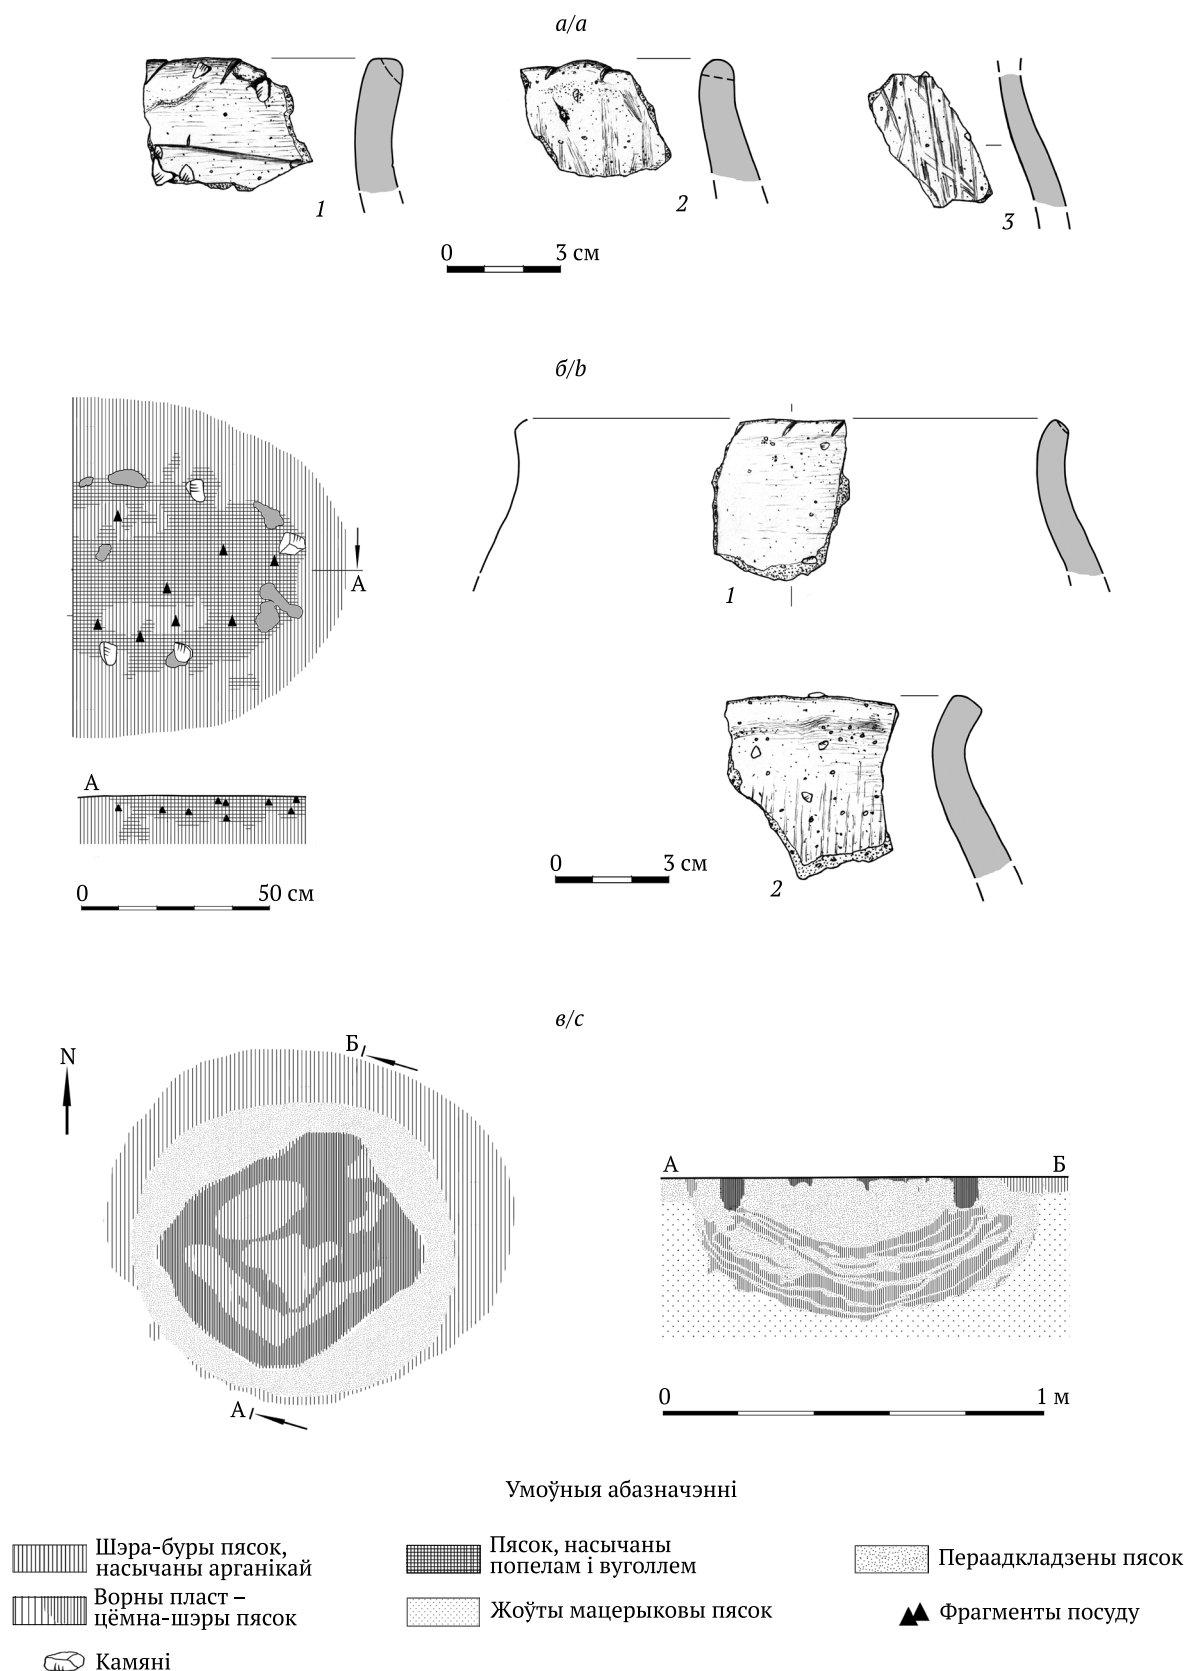 а/a
1
2
3
0 3 см
б/b
А
1
А
0 50 см
0 3 см
2
в/c
N
Б
А Б
А
0 1 м
Умоўныя абазначэнні
Шэра-буры пясок,
насычаны арганікай
Пясок, насычаны
попелам і вуголлем
Пераадкладзены пясок
Ворны пласт –
цёмна-шэры пясок
Жоўты мацерыковы пясок
Фрагменты посуду
Камяні